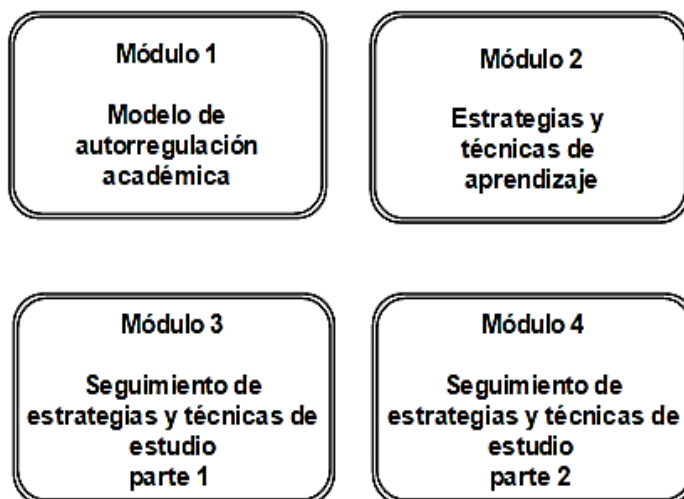 Módulo 1
Modelo de
autorregulación
académica
Módulo 2
Estrategias y
técnicas de
aprendizaje
Módulo 3
Seguimiento de
estrategias y técnicas de
estudio
parte 1
Módulo 4
Seguimiento de
estrategias y técnicas de
estudio
parte 2